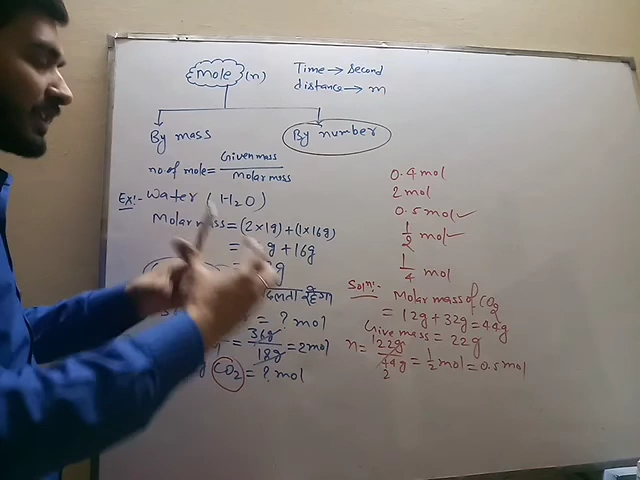 mole (n)
Time → Second
distance → m
By mass
By number
no. of mole = Given mass / Molar mass
Ex:- Water (H2O)
Molar mass = (2×1g) + (1×16g)
= g + 16g
g
= ? mol
= 36g / 18g = 2mol
g CO2 = ? mol
0.4 mol
2 mol
0.5 mol ✓
1/2 mol ✓
1/4 mol
Soln:- Molar mass of CO2
= 12g + 32g = 44g
Give mass = 22g
n = 22g / 44g = 1/2 mol = 0.5 mol